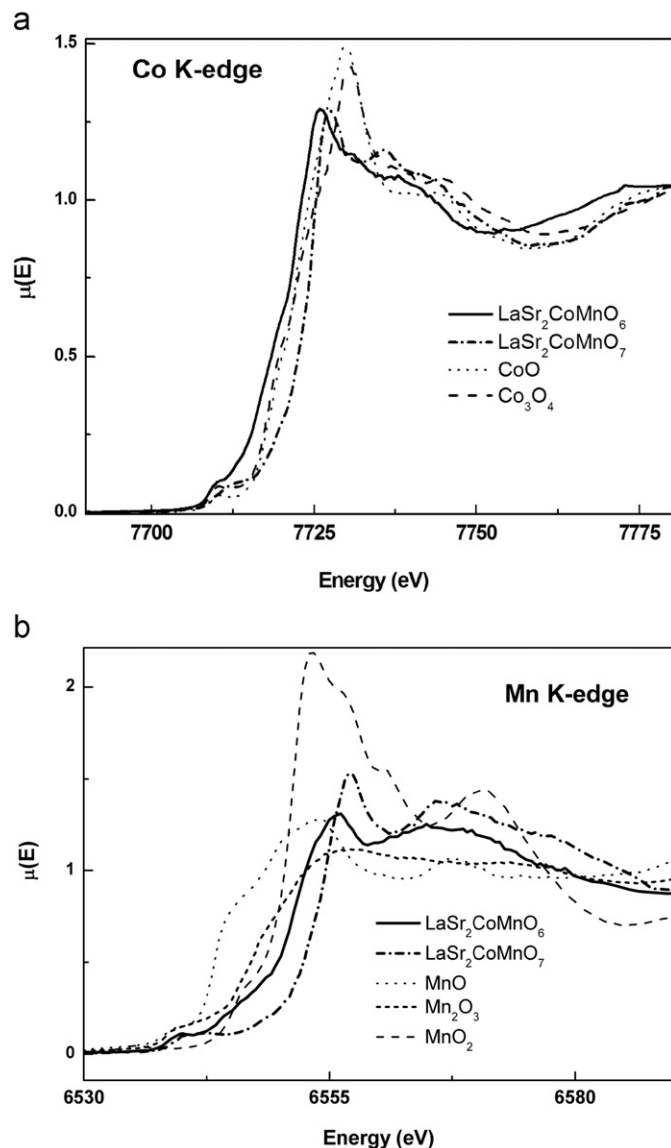 a
1.5
Co K-edge
1.0
μ(E)
LaSr₂CoMnO₆
LaSr₂CoMnO₇
0.5
CoO
Co₃O₄
0.0
7700 7725 7750 7775
Energy (eV)
b
2
Mn K-edge
μ(E)
1
LaSr₂CoMnO₆
LaSr₂CoMnO₇
MnO
Mn₂O₃
MnO₂
0
6530 6555 6580
Energy (eV)